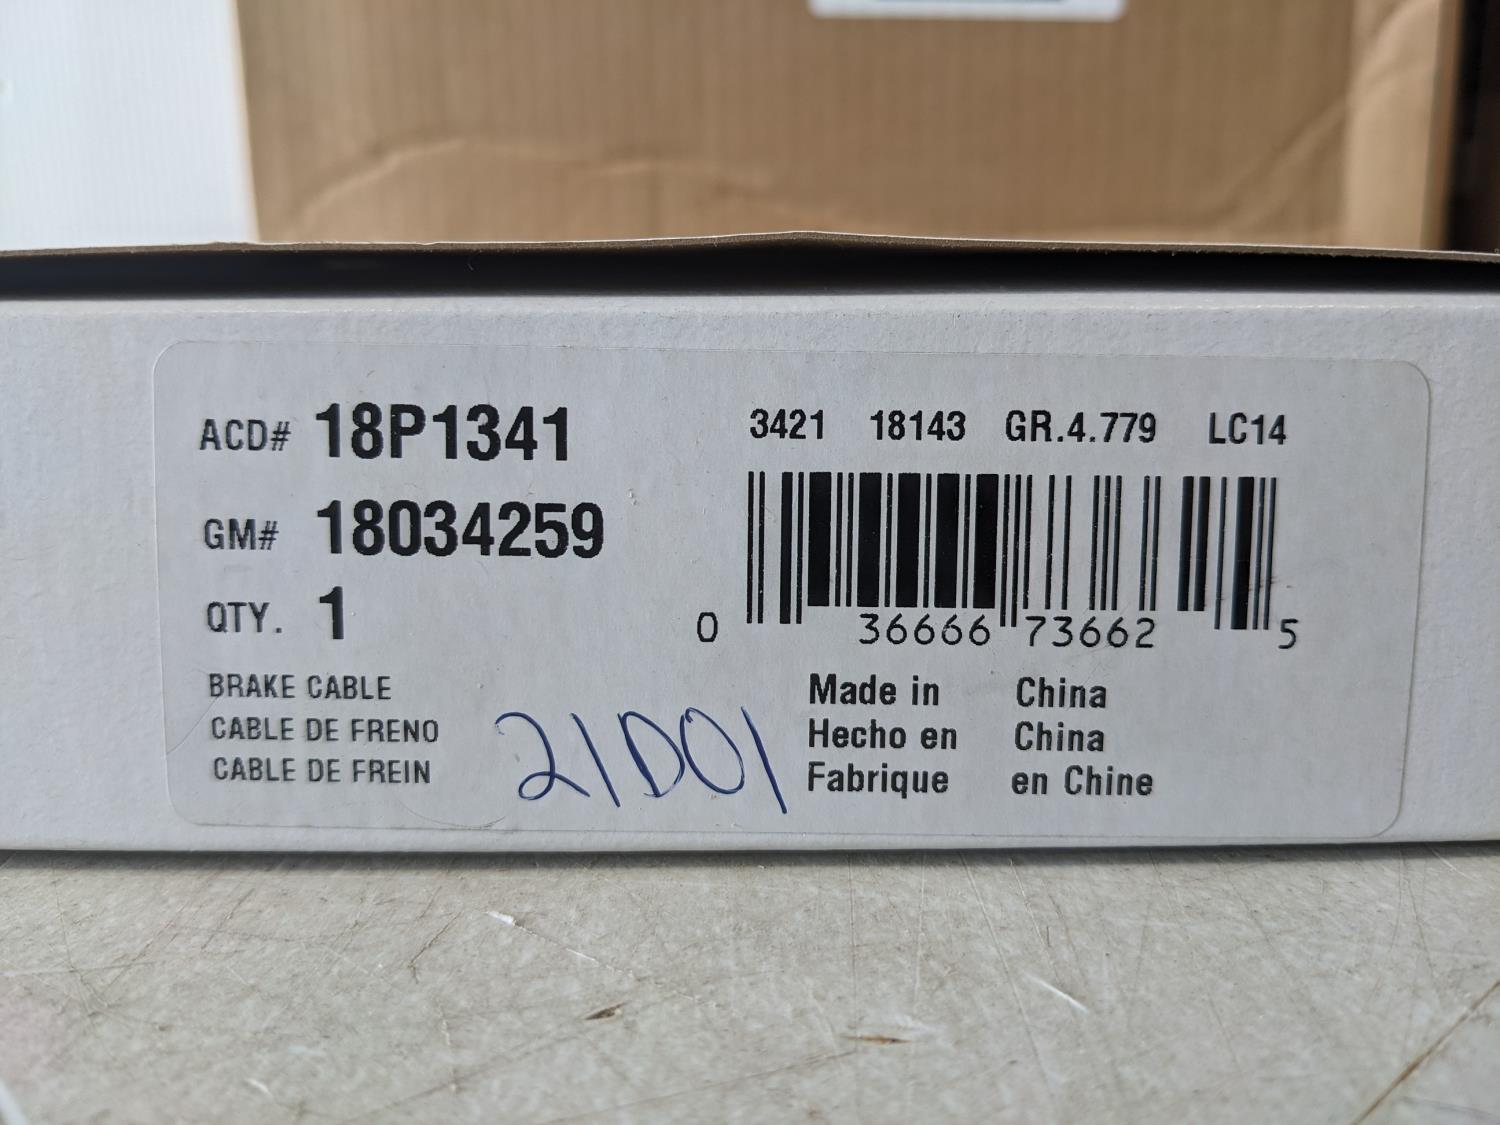 ACD# 18P1341
GM# 18034259
QTY. 1
BRAKE CABLE
CABLE DE FRENO
CABLE DE FREIN
21D01
3421 18143 GR.4.779 LC14
0 36666 73662 5
Made in China
Hecho en China
Fabrique en Chine